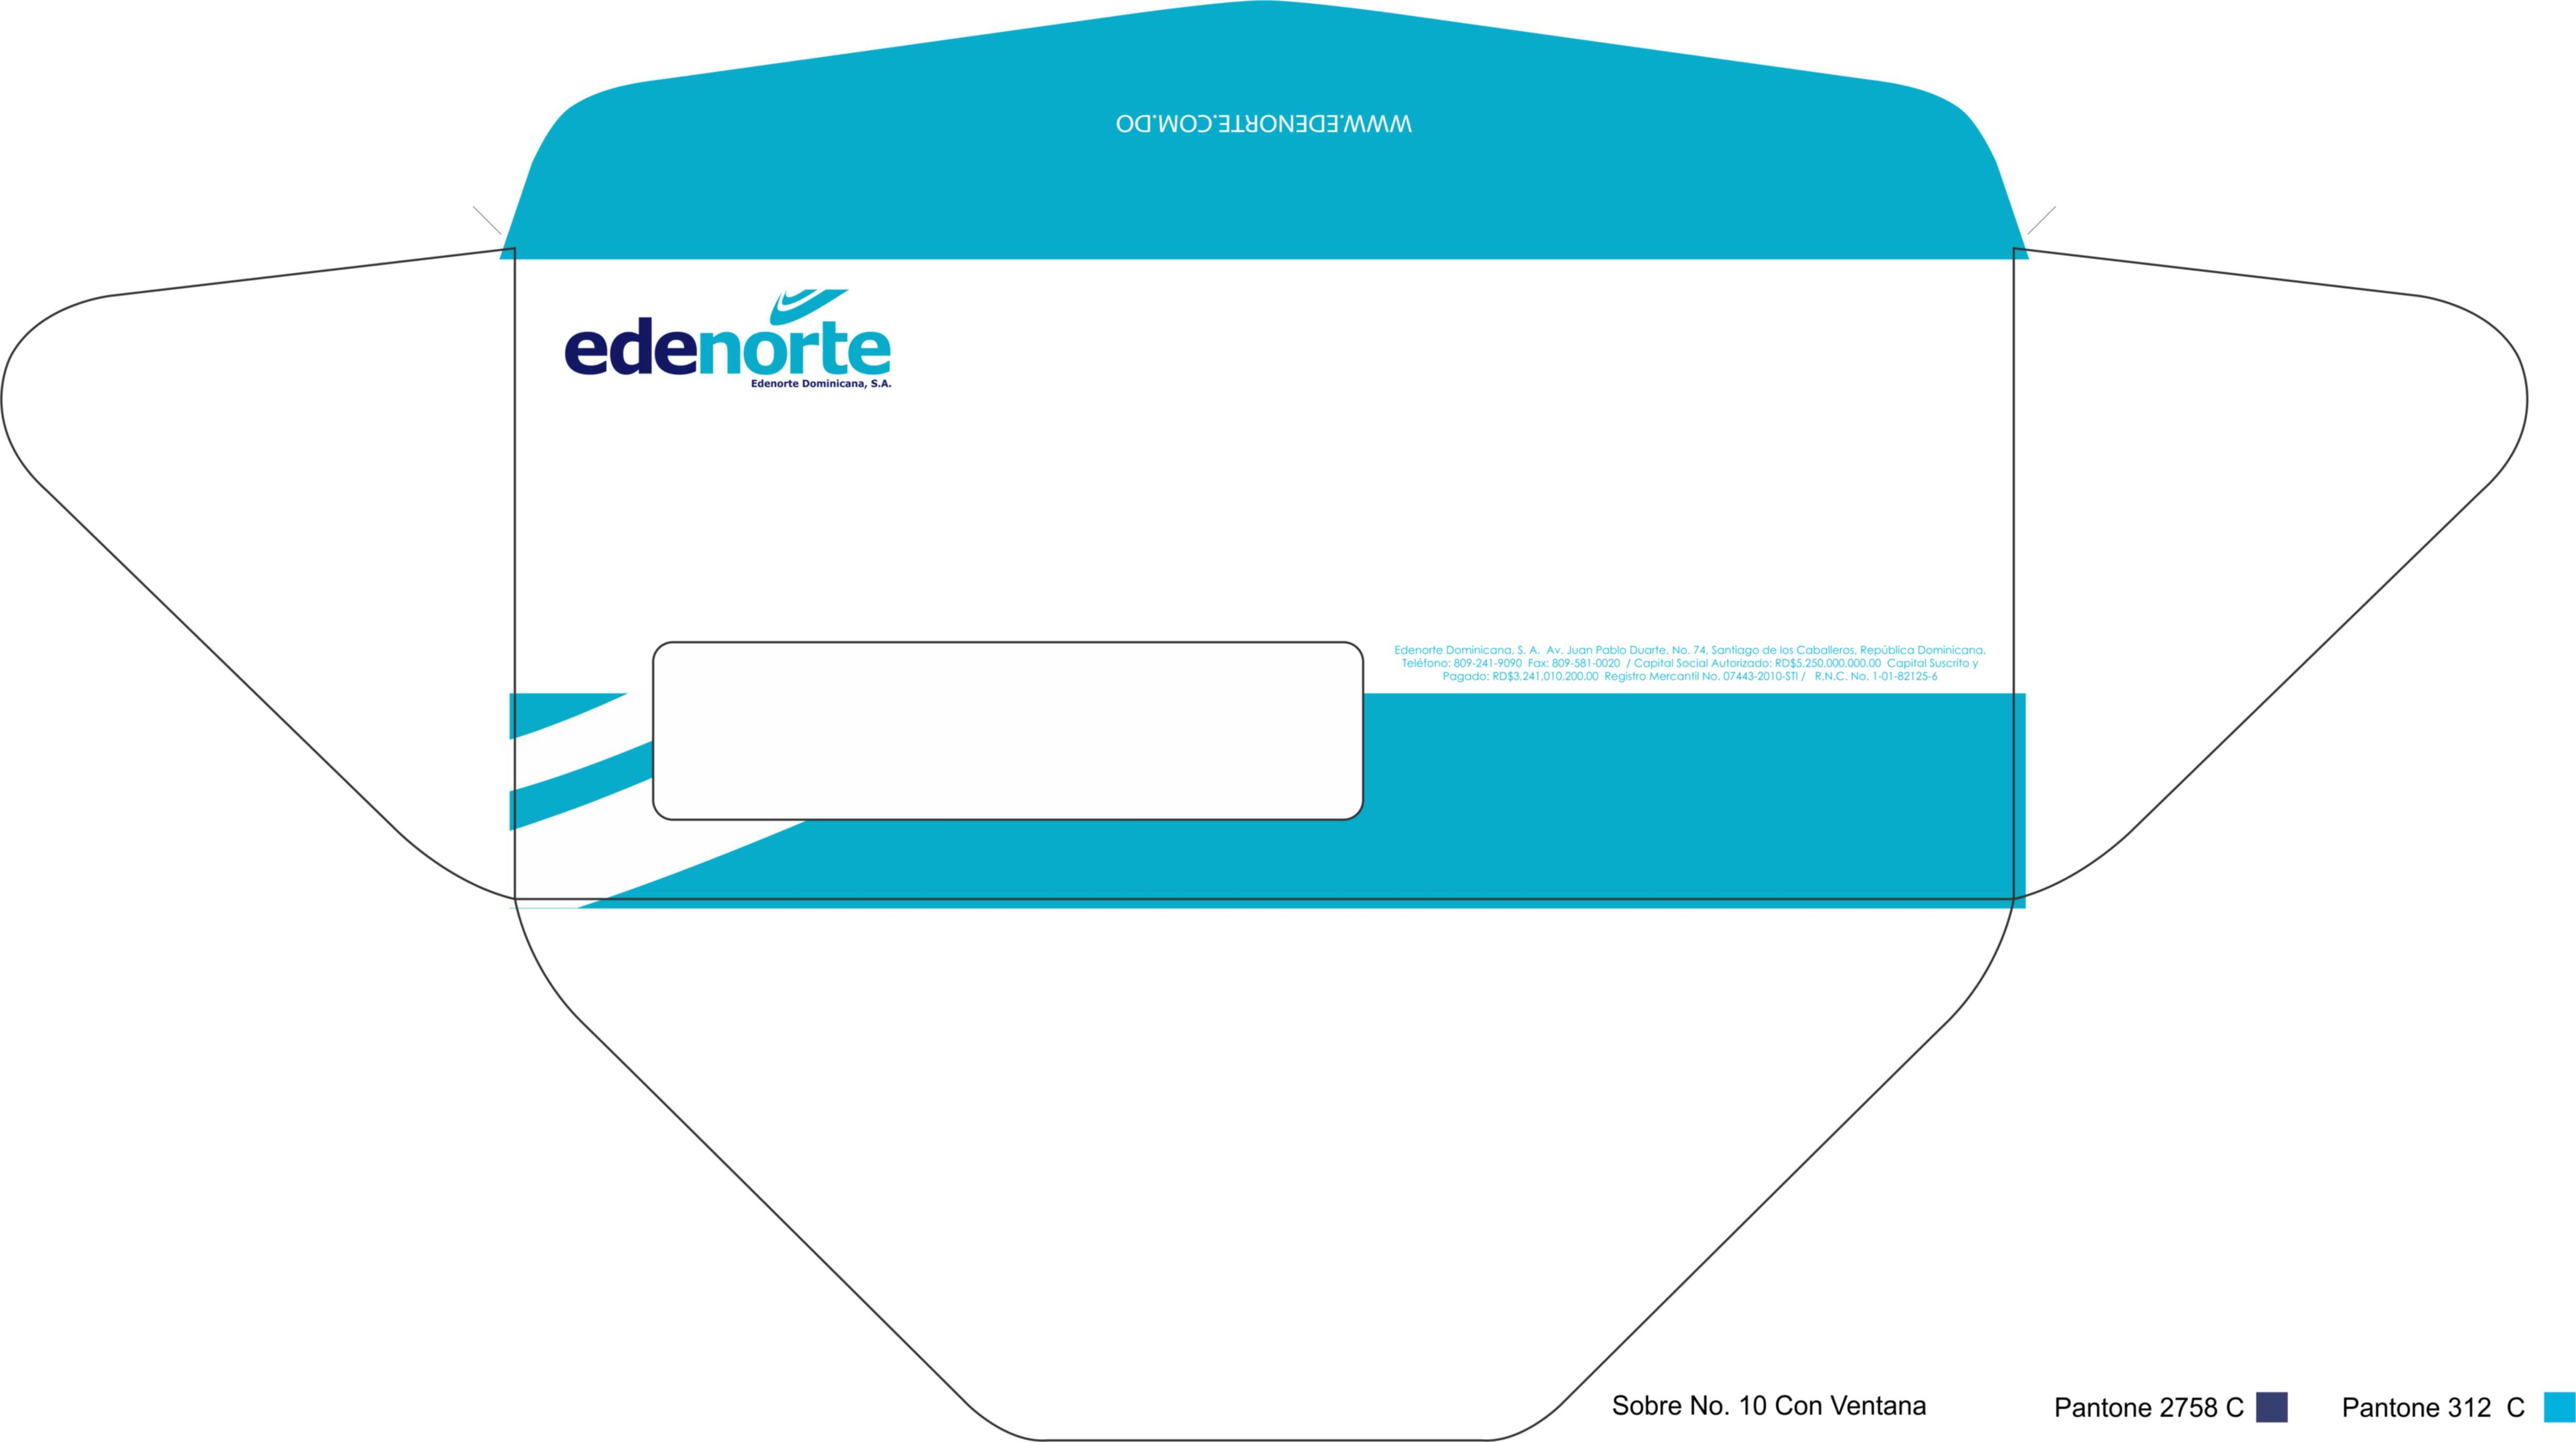 WWW.EDENORTE.COM.DO
edenorte
Edenorte Dominicana, S.A.
Edenorte Dominicana, S. A. Av. Juan Pablo Duarte, No. 74, Santiago de los Caballeros, República Dominicana.
Teléfono: 809-241-9090 Fax: 809-581-0020 / Capital Social Autorizado: RD$5,250,000,000.00 Capital Suscrito y
Pagado: RD$3,241,010,200.00 Registro Mercantil No. 07443-2010-STI / R.N.C. No. 1-01-82125-6
Sobre No. 10 Con Ventana
Pantone 2758 C
Pantone 312 C